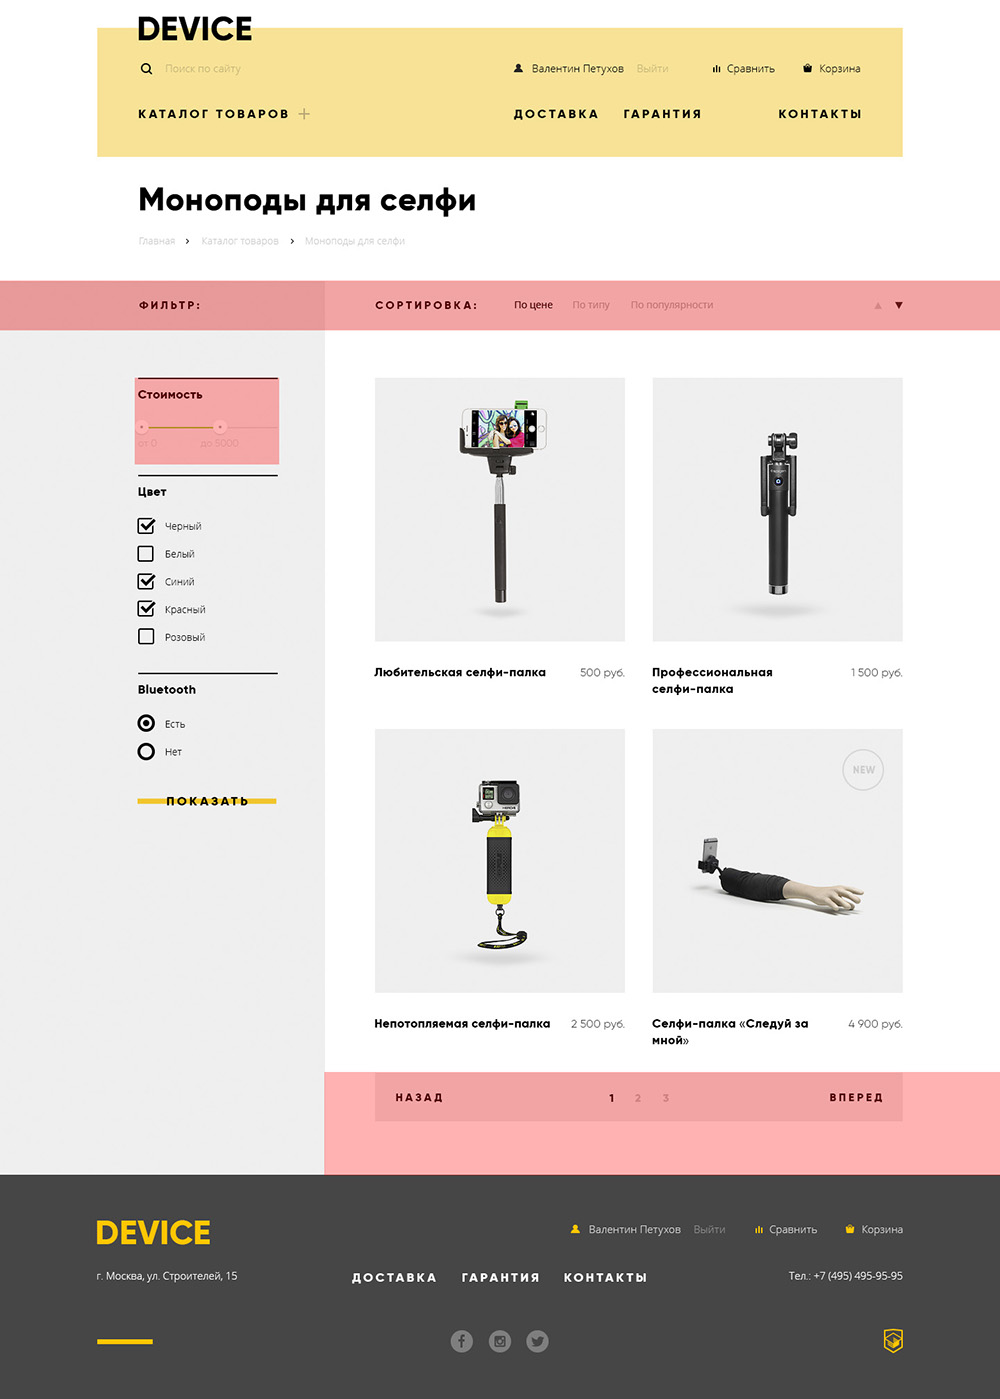 DEVICE
Поиск по сайту
Валентин Петухов Выйти Сравнить Корзина
КАТАЛОГ ТОВАРОВ
ДОСТАВКА ГАРАНТИЯ КОНТАКТЫ
Моноподы для селфи
Главная › Каталог товаров › Моноподы для селфи
ФИЛЬТР:
СОРТИРОВКА: По цене По типу По популярности
Стоимость
от 0 до 5000
Цвет
Черный
Белый
Синий
Красный
Розовый
Bluetooth
Есть
Нет
ПОКАЗАТЬ
Любительская селфи-палка 500 руб.
Профессиональная 1 500 руб.
селфи-палка
NEW
Непотопляемая селфи-палка 2 500 руб.
Селфи-палка «Следуй за 4 900 руб.
мной»
НАЗАД 1 2 3 ВПЕРЕД
DEVICE
Валентин Петухов Выйти Сравнить Корзина
г. Москва, ул. Строителей, 15
ДОСТАВКА ГАРАНТИЯ КОНТАКТЫ
Тел.: +7 (495) 495-95-95